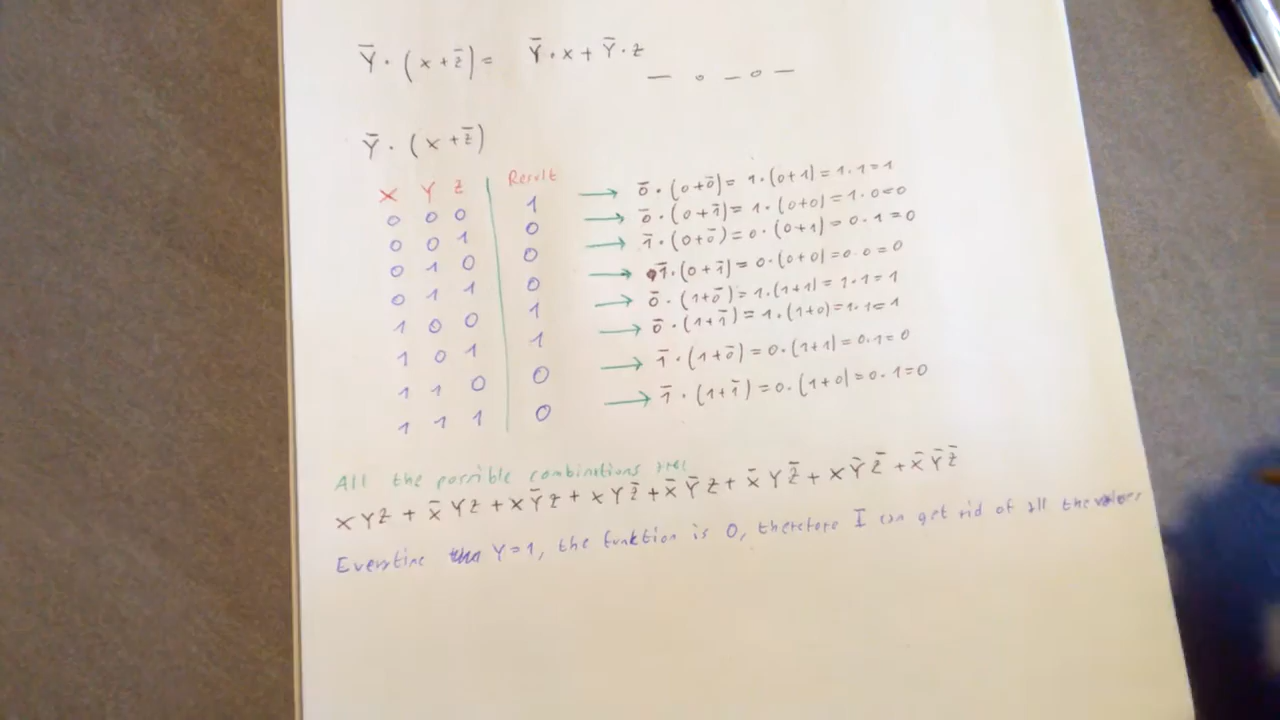 Ȳ · (x + z̄) = Ȳ · x + Ȳ · z
— o — o —
Ȳ · (x + z̄)
X Y Z Result
0 0 0 1 → 0̄ · (0+0̄) = 1 · (0+1) = 1 · 1 = 1
0 0 1 0 → 0̄ · (0+1̄) = 1 · (0+0) = 1 · 0 = 0
0 1 0 0 → 1̄ · (0+0̄) = 0 · (0+1) = 0 · 1 = 0
0 1 1 0 → 1̄ · (0+1̄) = 0 · (0+0) = 0 · 0 = 0
1 0 0 1 → 0̄ · (1+0̄) = 1 · (1+1) = 1 · 1 = 1
1 0 1 1 → 0̄ · (1+1̄) = 1 · (1+0) = 1 · 1 = 1
1 1 0 0 → 1̄ · (1+0̄) = 0 · (1+1) = 0 · 1 = 0
1 1 1 0 → 1̄ · (1+1̄) = 0 · (1+0) = 0 · 1 = 0
All the possible combinations
XYZ + X̄YZ + XȲZ + XYZ̄ + X̄ȲZ + X̄YZ̄ + XȲZ̄ + X̄ȲZ̄
Y=1, the funktion is 0, therefore I can get rid of all the values